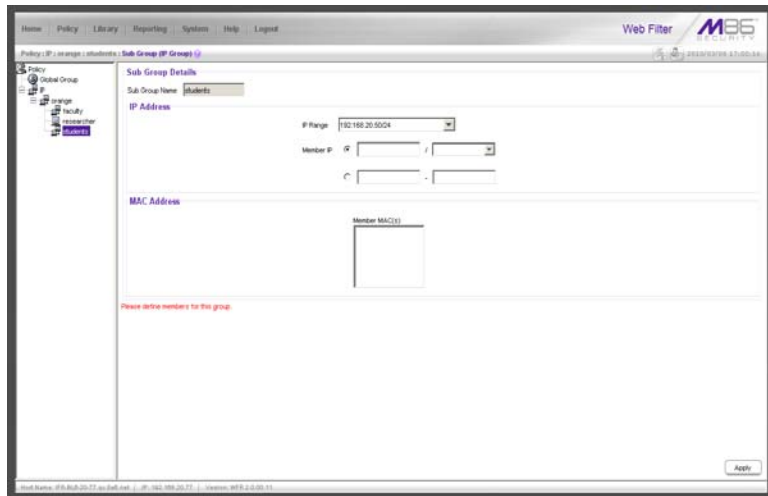 Home Policy Library Reporting System Help Logout
Web Filter
M86 SECURITY
Policy : IP : orange : students : Sub Group (IP Group)
Policy
Global Group
IP
orange
faculty
researcher
students
Sub Group Details
Sub Group Name students
IP Address
IP Range 192.168.20.50/24
Member IP /
-
MAC Address
Member MAC(s)
Please define members for this group.
Apply